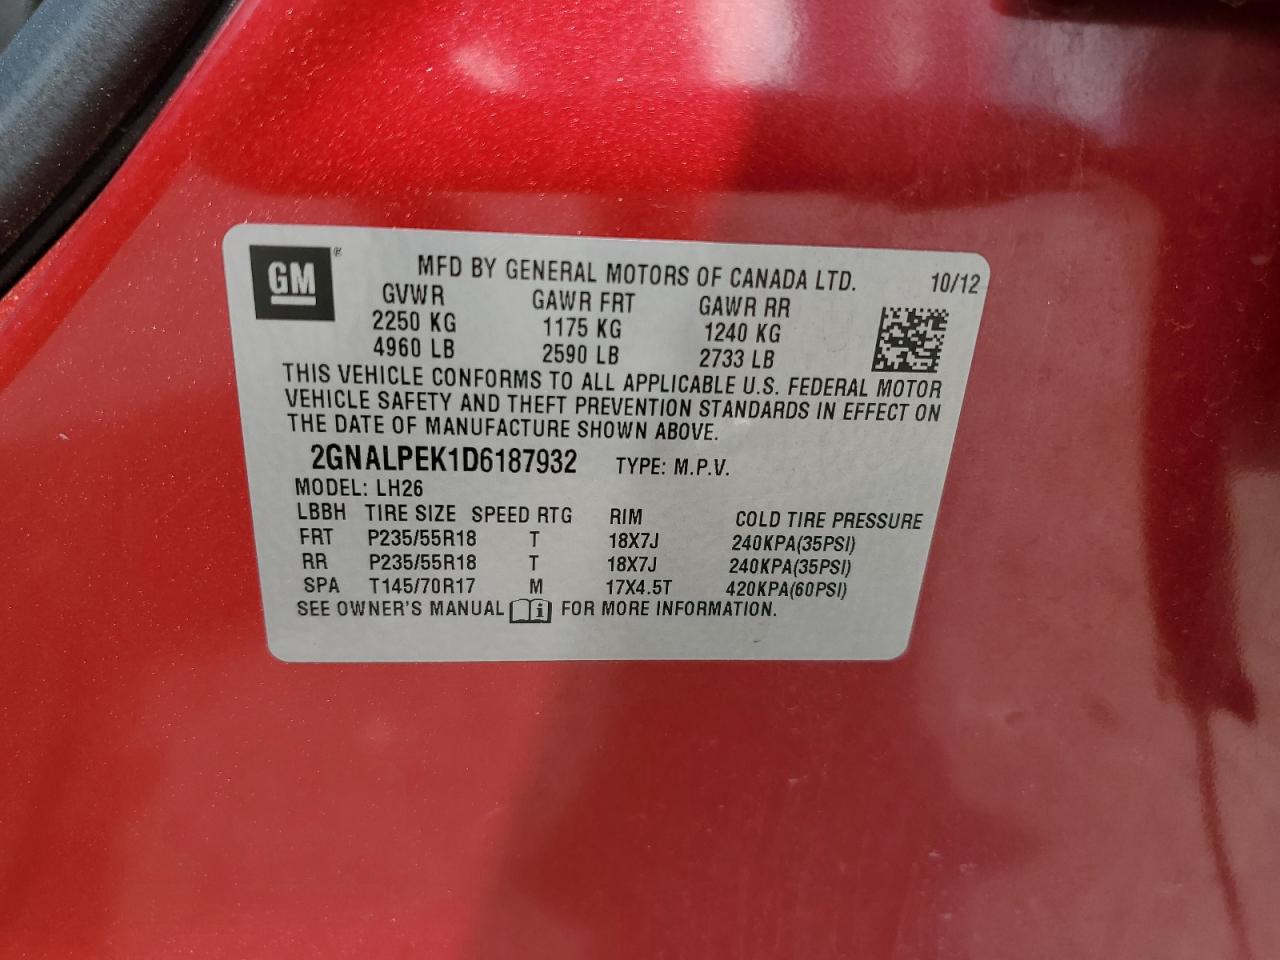 GM ® MFD BY GENERAL MOTORS OF CANADA LTD. 10/12
GVWR GAWR FRT GAWR RR
2250 KG 1175 KG 1240 KG
4960 LB 2590 LB 2733 LB
THIS VEHICLE CONFORMS TO ALL APPLICABLE U.S. FEDERAL MOTOR
VEHICLE SAFETY AND THEFT PREVENTION STANDARDS IN EFFECT ON
THE DATE OF MANUFACTURE SHOWN ABOVE.
2GNALPEK1D6187932 TYPE: M.P.V.
MODEL: LH26
LBBH TIRE SIZE SPEED RTG RIM COLD TIRE PRESSURE
FRT P235/55R18 T 18X7J 240KPA(35PSI)
RR P235/55R18 T 18X7J 240KPA(35PSI)
SPA T145/70R17 M 17X4.5T 420KPA(60PSI)
SEE OWNER'S MANUAL i FOR MORE INFORMATION.